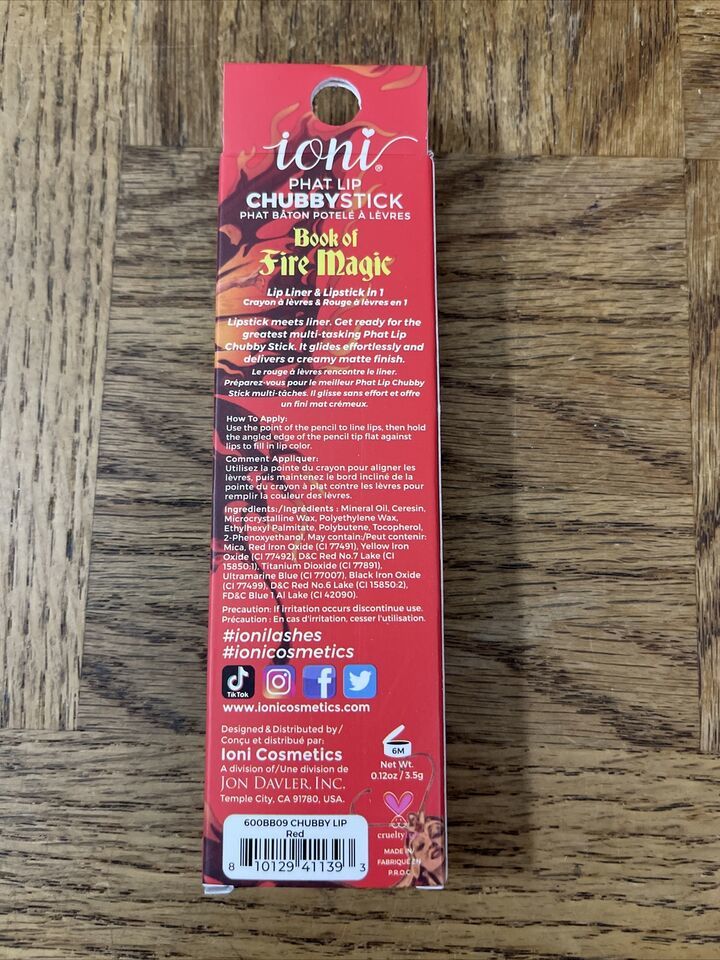 ioni®
PHAT LIP
CHUBBYSTICK
PHAT BÂTON POTELÉ À LÈVRES
Book of
Fire Magic
Lip Liner & Lipstick in 1
Crayon à lèvres & Rouge à lèvres en 1
Lipstick meets liner. Get ready for the
greatest multi-tasking Phat Lip
Chubby Stick. It glides effortlessly and
delivers a creamy matte finish.
Le rouge à lèvres rencontre le liner.
Préparez-vous pour le meilleur Phat Lip Chubby
Stick multi-tâches. Il glisse sans effort et offre
un fini mat crémeux.
How To Apply:
Use the point of the pencil to line lips, then hold
the angled edge of the pencil tip flat against
lips to fill in lip color.
Comment Appliquer:
Utilisez la pointe du crayon pour aligner les
lèvres, puis maintenez le bord incliné de la
pointe du crayon à plat contre les lèvres pour
remplir la couleur des lèvres.
Ingredients:/Ingrédients : Mineral Oil, Ceresin,
Microcrystalline Wax, Polyethylene Wax,
Ethylhexyl Palmitate, Polybutene, Tocopherol,
2-Phenoxyethanol, May contain:/Peut contenir:
Mica, Red Iron Oxide (CI 77491), Yellow Iron
Oxide (CI 77492), D&C Red No.7 Lake (CI
15850:1), Titanium Dioxide (CI 77891),
Ultramarine Blue (CI 77007), Black Iron Oxide
(CI 77499), D&C Red No.6 Lake (CI 15850:2),
FD&C Blue 1 Al Lake (CI 42090).
Precaution: If irritation occurs discontinue use.
Précaution : En cas d'irritation, cesser l'utilisation.
#ionilashes
#ionicosmetics
TikTok
www.ionicosmetics.com
Designed & Distributed by/
Conçu et distribué par:
Ioni Cosmetics
A division of/Une division de
JON DAVLER, INC.
Temple City, CA 91780, USA.
6M
Net Wt.
0.12oz / 3.5g
cruelty
MADE IN/
FABRIQUÉ EN
P.R.O.C
600BB09 CHUBBY LIP
Red
8 10129 41139 3